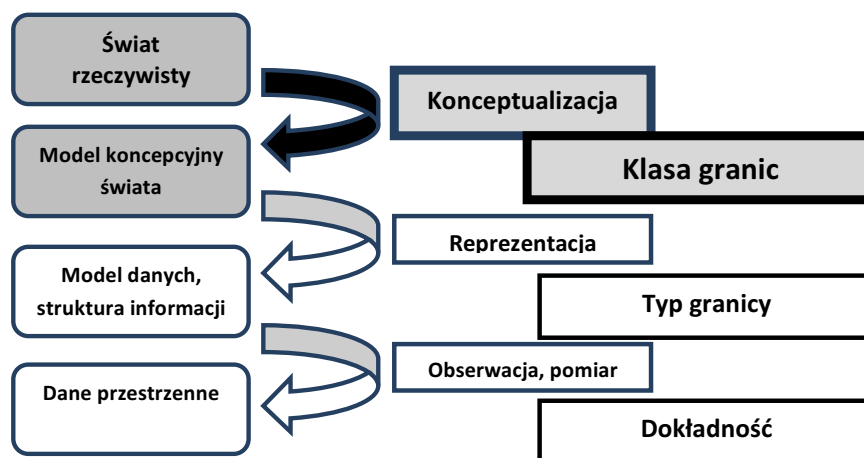 Świat
rzeczywisty
Konceptualizacja
Klasa granic
Model koncepcyjny
świata
Reprezentacja
Model danych,
struktura informacji
Typ granicy
Obserwacja, pomiar
Dane przestrzenne
Dokładność